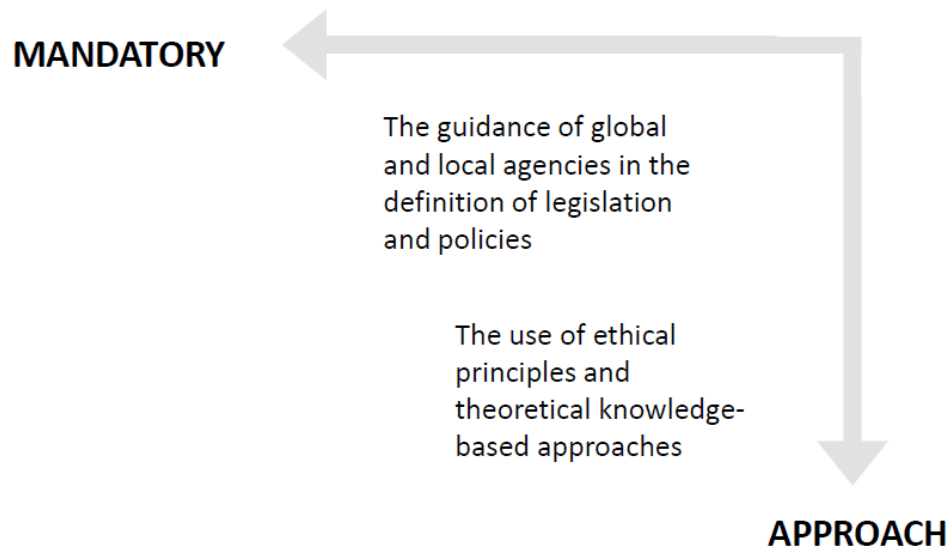 MANDATORY
The guidance of global
and local agencies in the
definition of legislation
and policies
The use of ethical
principles and
theoretical knowledge-
based approaches
APPROACH